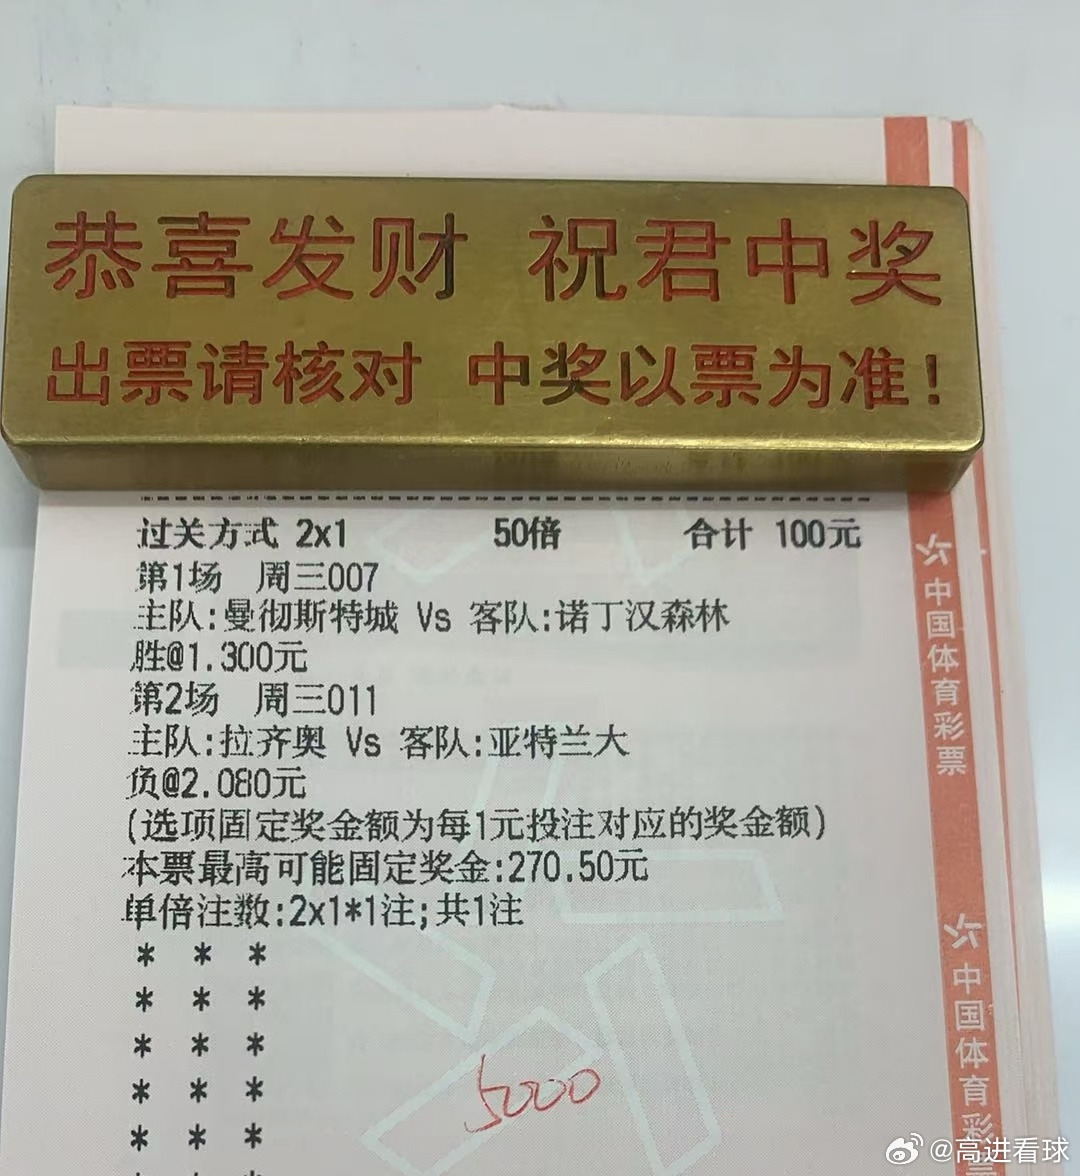 恭喜发财 祝君中奖
出票请核对 中奖以票为准!
过关方式 2x1 50倍 合计 100元
第1场 周三007
主队:曼彻斯特城 Vs 客队:诺丁汉森林
胜@1.300元
第2场 周三011
主队:拉齐奥 Vs 客队:亚特兰大
负@2.080元
(选项固定奖金额为每1元投注对应的奖金额)
本票最高可能固定奖金:270.50元
单倍注数:2x1*1注;共1注
* * *
* * *
* * *
* * *
* * *
5000
中国体育彩票
中国体育彩票
@高进看球